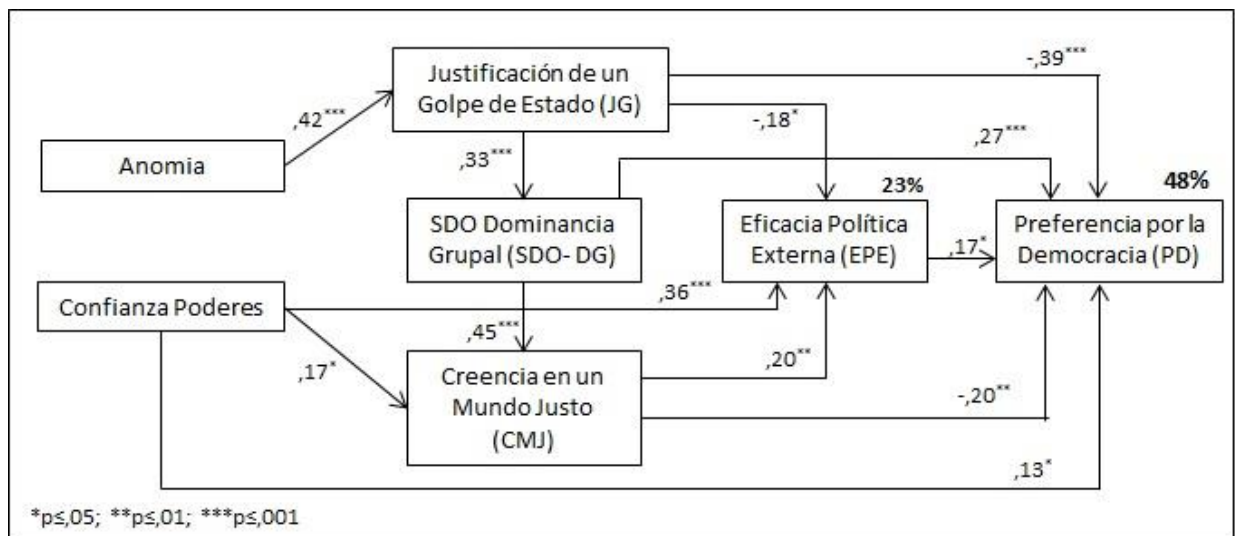 Justificación de un
Golpe de Estado (JG)
-,39***
,42***
-,18*
Anomia
,33***
,27***
23%
48%
SDO Dominancia
Grupal (SDO- DG)
Eficacia Política
Externa (EPE)
,17*
Preferencia por la
Democracia (PD)
Confianza Poderes
,36***
,45***
,17*
Creencia en un
Mundo Justo
(CMJ)
,20**
-,20**
,13*
*p≤,05; **p≤,01; ***p≤,001